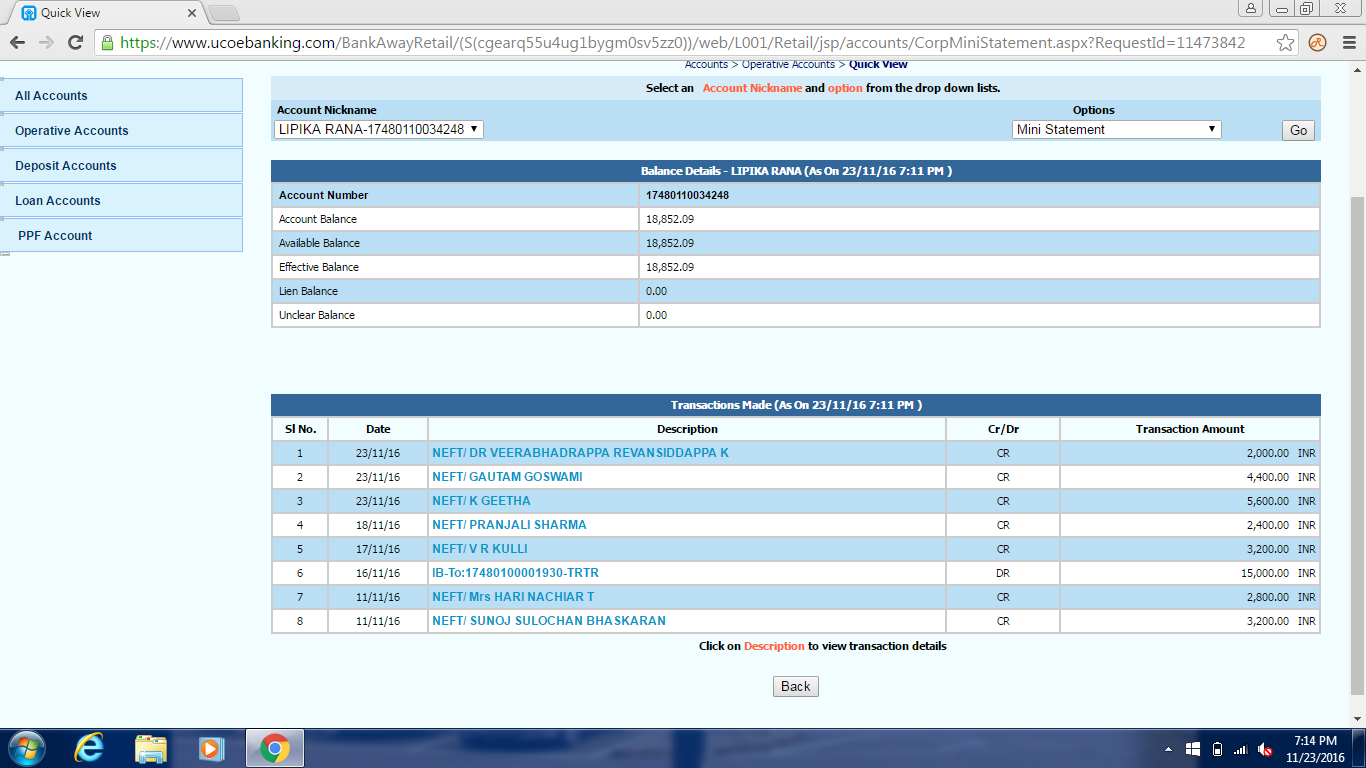 Quick View
https://www.ucoebanking.com/BankAwayRetail/(S(cgearq55u4ug1bygm0sv5zz0))/web/L001/Retail/jsp/accounts/CorpMiniStatement.aspx?RequestId=11473842
Accounts > Operative Accounts > Quick View
All Accounts
Operative Accounts
Deposit Accounts
Loan Accounts
PPF Account
Select an Account Nickname and option from the drop down lists.
Account Nickname Options
LIPIKA RANA-17480110034248 Mini Statement Go
Balance Details - LIPIKA RANA (As On 23/11/16 7:11 PM )
Account Number 17480110034248
Account Balance 18,852.09
Available Balance 18,852.09
Effective Balance 18,852.09
Lien Balance 0.00
Unclear Balance 0.00
Transactions Made (As On 23/11/16 7:11 PM )
Sl No. Date Description Cr/Dr Transaction Amount
1 23/11/16 NEFT/ DR VEERABHADRAPPA REVANSIDDAPPA K CR 2,000.00 INR
2 23/11/16 NEFT/ GAUTAM GOSWAMI CR 4,400.00 INR
3 23/11/16 NEFT/ K GEETHA CR 5,600.00 INR
4 18/11/16 NEFT/ PRANJALI SHARMA CR 2,400.00 INR
5 17/11/16 NEFT/ V R KULLI CR 3,200.00 INR
6 16/11/16 IB-To:17480100001930-TRTR DR 15,000.00 INR
7 11/11/16 NEFT/ Mrs HARI NACHIAR T CR 2,800.00 INR
8 11/11/16 NEFT/ SUNOJ SULOCHAN BHASKARAN CR 3,200.00 INR
Click on Description to view transaction details
Back
7:14 PM
11/23/2016